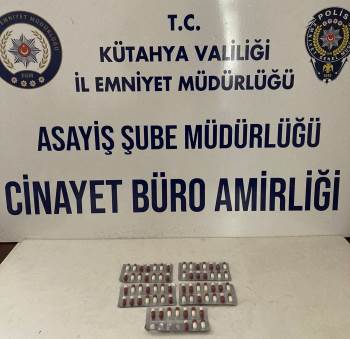 T.C.
KÜTAHYA VALİLİĞİ
İL EMNİYET MÜDÜRLÜĞÜ
ASAYİŞ ŞUBE MÜDÜRLÜĞÜ
CİNAYET BÜRO AMİRLİĞİ
POLİS